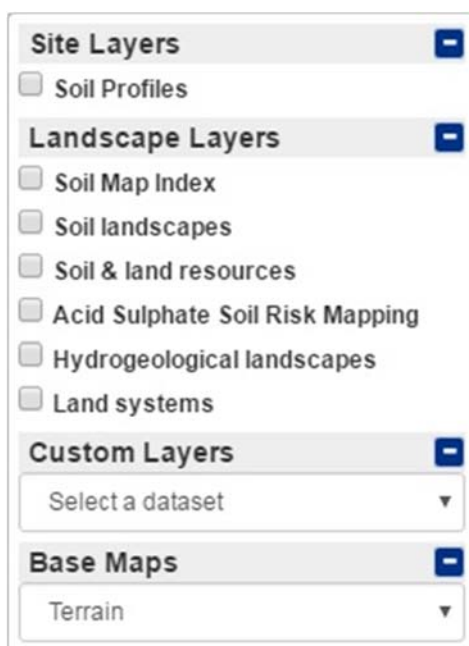 Site Layers
Soil Profiles
Landscape Layers
Soil Map Index
Soil landscapes
Soil & land resources
Acid Sulphate Soil Risk Mapping
Hydrogeological landscapes
Land systems
Custom Layers
Select a dataset
Base Maps
Terrain